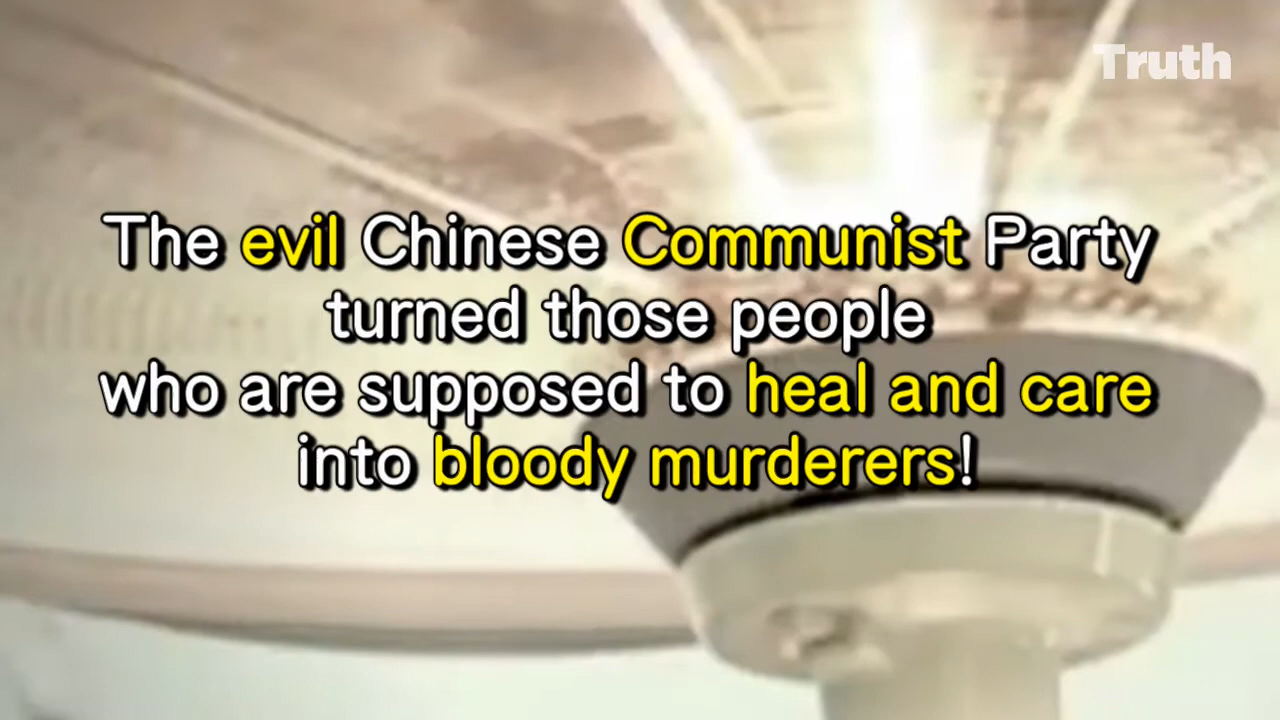 Truth
The evil Chinese Communist Party
turned those people
who are supposed to heal and care
into bloody murderers!